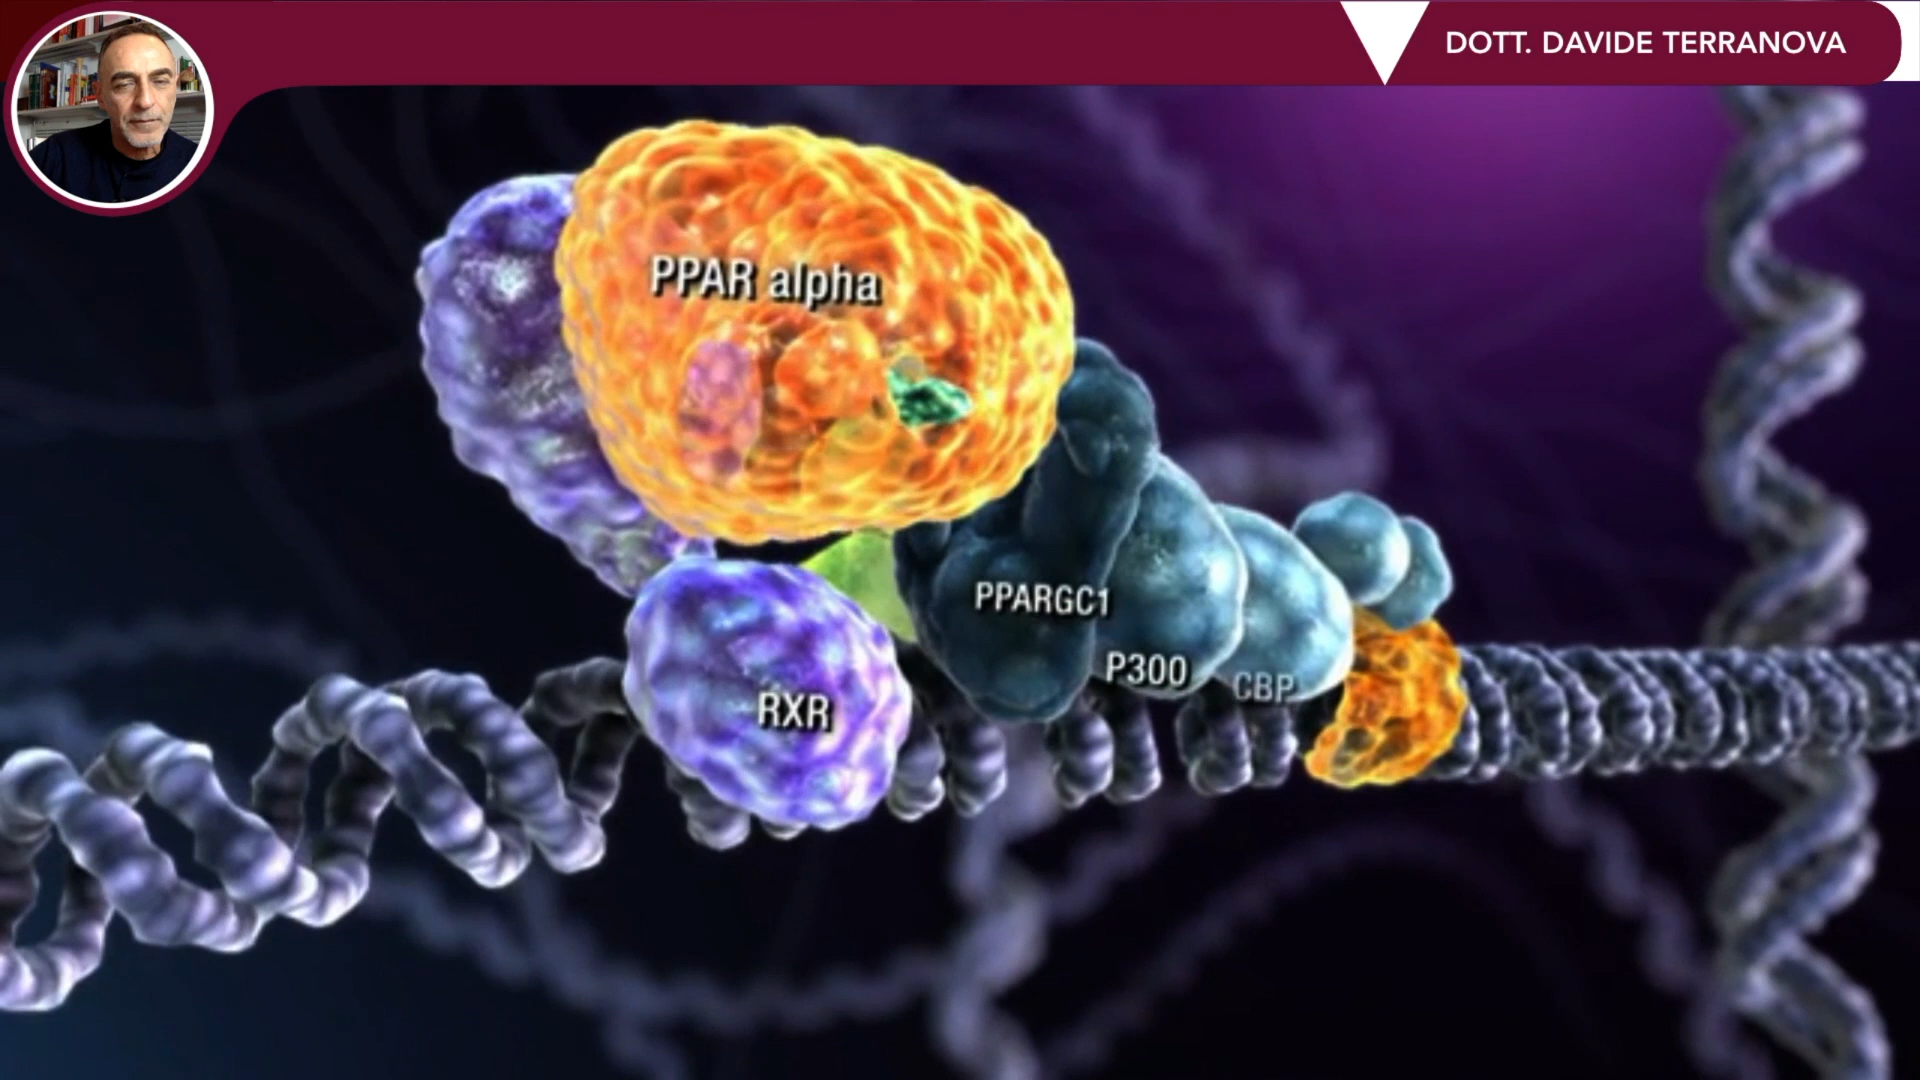 DOTT. DAVIDE TERRANOVA
PPAR alpha
PPARGC1
P300
CBP
RXR